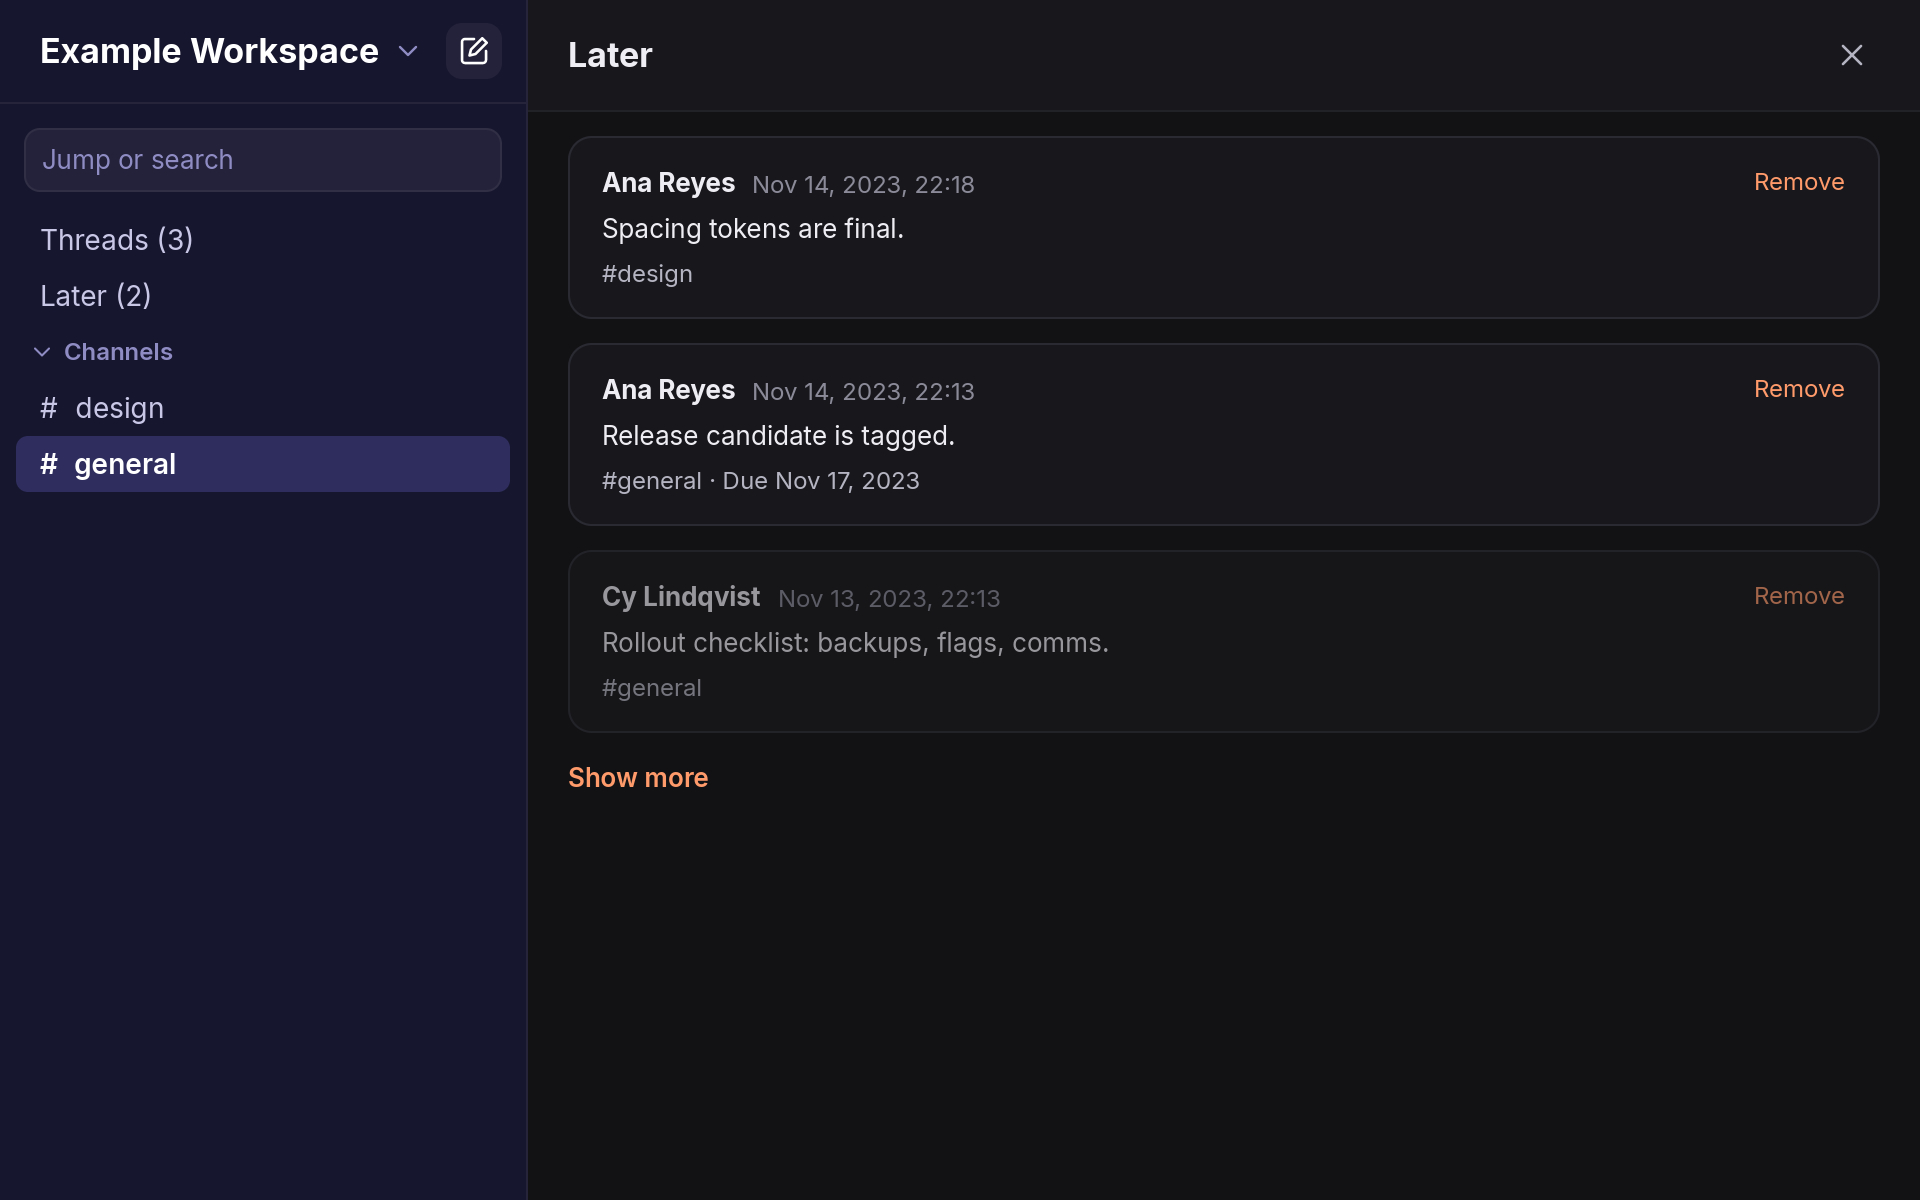 Example Workspace
Jump or search
Threads (3)
Later (2)
Channels
# design
# general
Later
Ana Reyes Nov 14, 2023, 22:18 Remove
Spacing tokens are final.
#design
Ana Reyes Nov 14, 2023, 22:13 Remove
Release candidate is tagged.
#general · Due Nov 17, 2023
Cy Lindqvist Nov 13, 2023, 22:13 Remove
Rollout checklist: backups, flags, comms.
#general
Show more